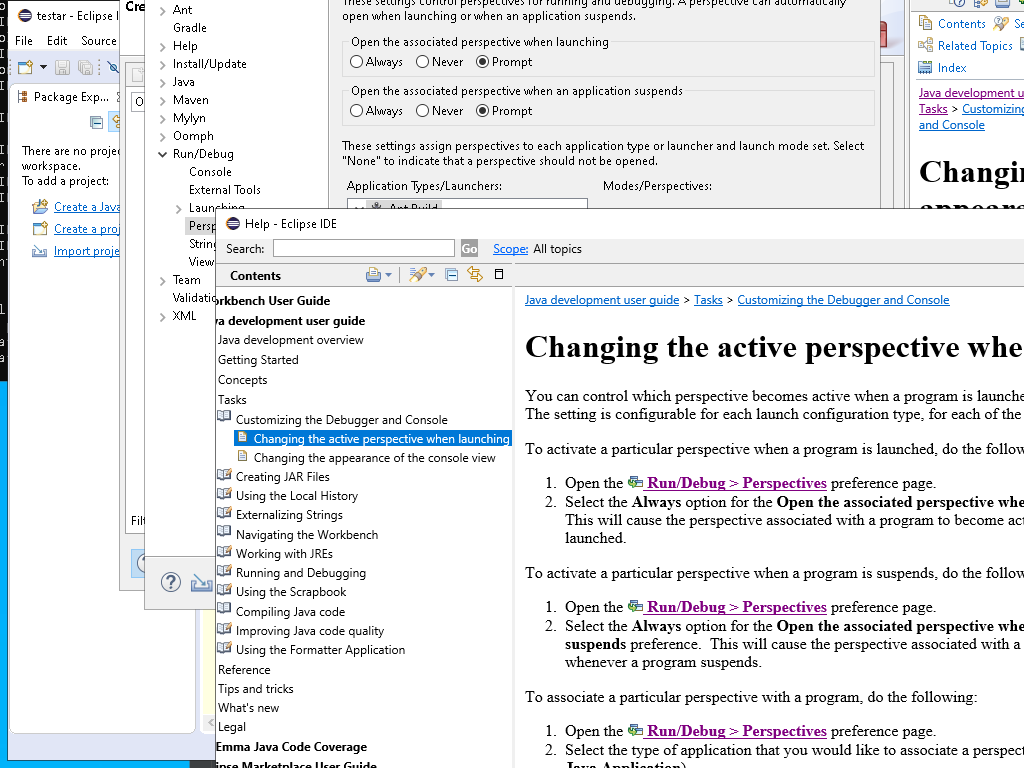 testar - Eclipse I
File Edit Source
Package Exp...
There are no proje
workspace.
To add a project:
Create a Java
Create a proj
Import proje
Cre
O
Filt
Ant
Gradle
Help
Install/Update
Java
Maven
Mylyn
Oomph
Run/Debug
Console
External Tools
Launching
Persp
String
View
Team
Validatio
XML
These settings control perspectives for running and debugging. A perspective can automatically
open when launching or when an application suspends.
Open the associated perspective when launching
Always Never Prompt
Open the associated perspective when an application suspends
Always Never Prompt
These settings assign perspectives to each application type or launcher and launch mode set. Select
"None" to indicate that a perspective should not be opened.
Application Types/Launchers: Modes/Perspectives:
Ant Build
Contents Se
Related Topics
Index
Java development u
Tasks > Customizing
and Console
Changin
appeara
Help - Eclipse IDE
Search: Go Scope: All topics
Contents
orkbench User Guide
va development user guide
Java development overview
Getting Started
Concepts
Tasks
Customizing the Debugger and Console
Changing the active perspective when launching
Changing the appearance of the console view
Creating JAR Files
Using the Local History
Externalizing Strings
Navigating the Workbench
Working with JREs
Running and Debugging
Using the Scrapbook
Compiling Java code
Improving Java code quality
Using the Formatter Application
Reference
Tips and tricks
What's new
Legal
Emma Java Code Coverage
ipse Marketplace User Guide
Java development user guide > Tasks > Customizing the Debugger and Console
Changing the active perspective whe
You can control which perspective becomes active when a program is launche
The setting is configurable for each launch configuration type, for each of the
To activate a particular perspective when a program is launched, do the follow
1. Open the Run/Debug > Perspectives preference page.
2. Select the Always option for the Open the associated perspective whe
This will cause the perspective associated with a program to become act
launched.
To activate a particular perspective when a program is suspends, do the follow
1. Open the Run/Debug > Perspectives preference page.
2. Select the Always option for the Open the associated perspective whe
suspends preference. This will cause the perspective associated with a
whenever a program suspends.
To associate a particular perspective with a program, do the following:
1. Open the Run/Debug > Perspectives preference page.
2. Select the type of application that you would like to associate a perspect
Java Application)